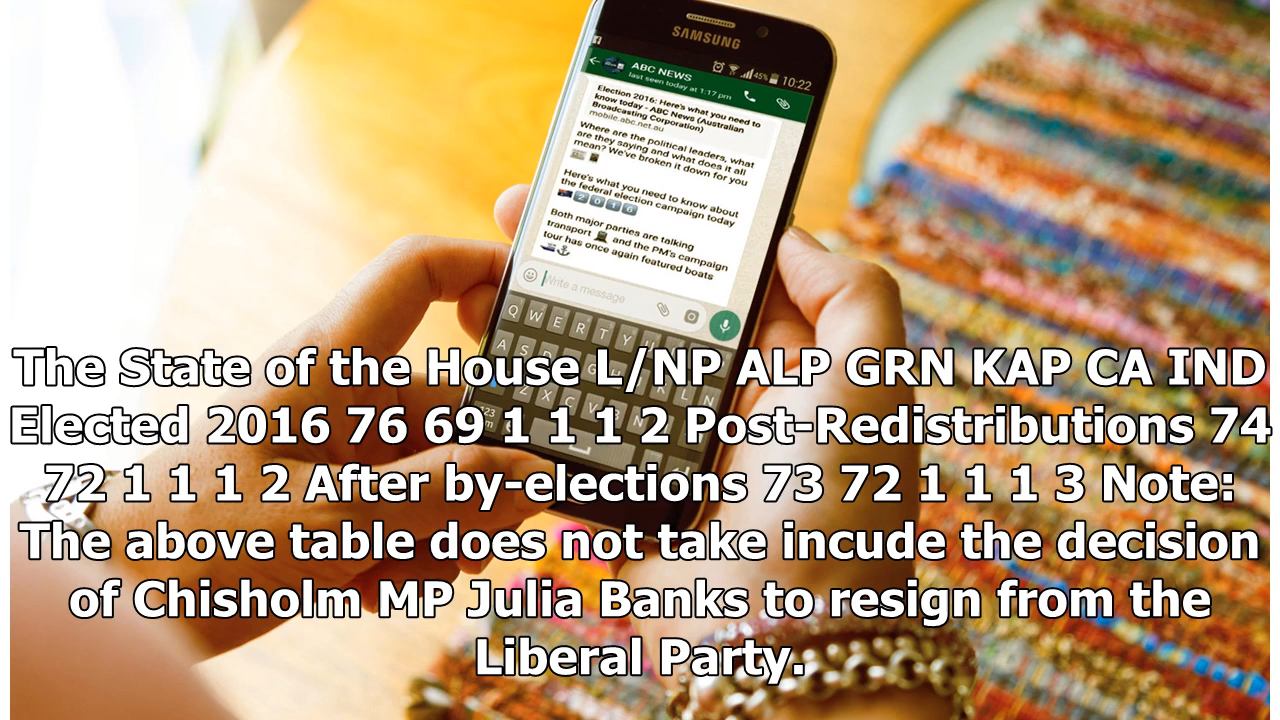 SAMSUNG
45% 10:22
ABC NEWS
last seen today at 1:17 pm
Election 2016: Here's what you need to
know today - ABC News (Australian
Broadcasting Corporation)
mobile.abc.net.au
Where are the political leaders, what
are they saying and what does it all
mean? We've broken it down for you
Here's what you need to know about
the federal election campaign today
2 0 1 6
Both major parties are talking
transport and the PM's campaign
tour has once again featured boats
Write a message
Q W E R T Y U
A S D
Z X C V B N
The State of the House L/NP ALP GRN KAP CA IND
Elected 2016 76 69 1 1 1 2 Post-Redistributions 74
72 1 1 1 2 After by-elections 73 72 1 1 1 3 Note:
The above table does not take incude the decision
of Chisholm MP Julia Banks to resign from the
Liberal Party.